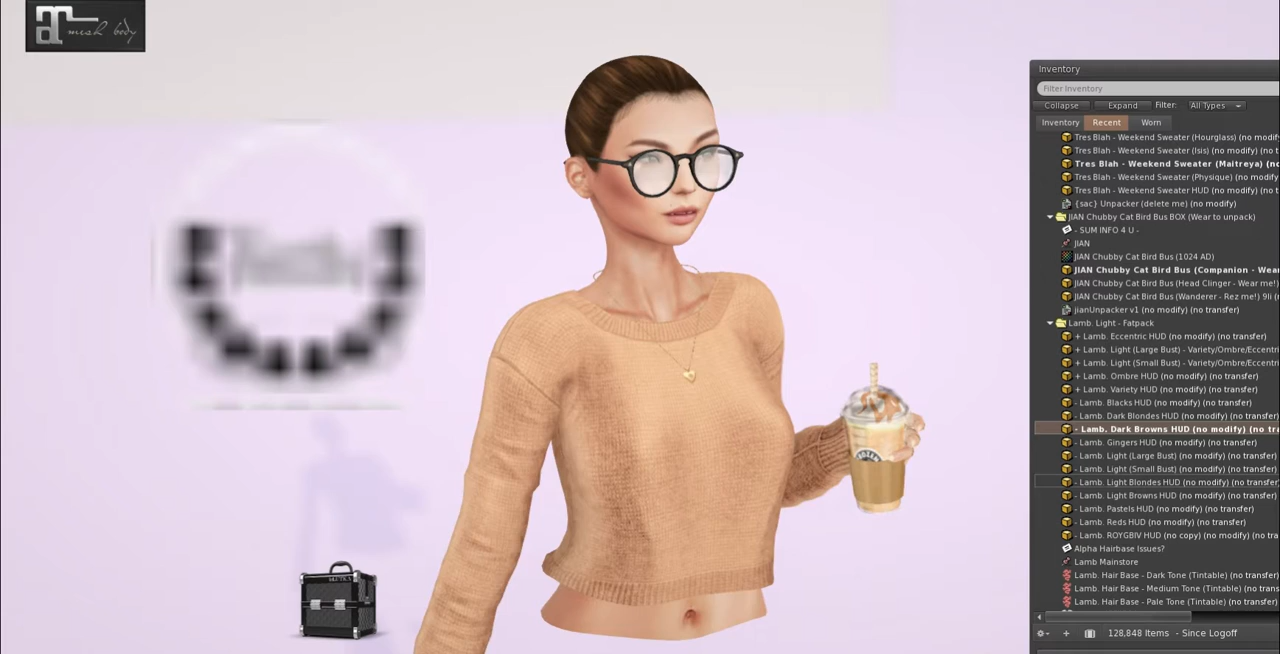 mesh body
Inventory
Filter Inventory
Collapse Expand Filter: All Types
Inventory Recent Worn
Tres Blah - Weekend Sweater (Hourglass) (no modif
Tres Blah - Weekend Sweater (Isis) (no modify) (no t
Tres Blah - Weekend Sweater (Maitreya) (no
Tres Blah - Weekend Sweater (Physique) (no modify
Tres Blah - Weekend Sweater HUD (no modify) (no t
{sac} Unpacker (delete me) (no modify)
JIAN Chubby Cat Bird Bus BOX (Wear to unpack)
- SUM INFO 4 U -
JIAN
JIAN Chubby Cat Bird Bus (1024 AD)
JIAN Chubby Cat Bird Bus (Companion - Wea
JIAN Chubby Cat Bird Bus (Head Clinger - Wear me!)
JIAN Chubby Cat Bird Bus (Wanderer - Rez me!) 9li (
jianUnpacker v1 (no modify) (no transfer)
Lamb. Light - Fatpack
+ Lamb. Eccentric HUD (no modify) (no transfer)
+ Lamb. Light (Large Bust) - Variety/Ombre/Eccentri
+ Lamb. Light (Small Bust) - Variety/Ombre/Eccentri
+ Lamb. Ombre HUD (no modify) (no transfer)
+ Lamb. Variety HUD (no modify) (no transfer)
- Lamb. Blacks HUD (no modify) (no transfer)
- Lamb. Dark Blondes HUD (no modify) (no transfer)
- Lamb. Dark Browns HUD (no modify) (no tra
- Lamb. Gingers HUD (no modify) (no transfer)
- Lamb. Light (Large Bust) (no modify) (no transfer)
- Lamb. Light (Small Bust) (no modify) (no transfer)
- Lamb. Light Blondes HUD (no modify) (no transfer)
- Lamb. Light Browns HUD (no modify) (no transfer)
- Lamb. Pastels HUD (no modify) (no transfer)
- Lamb. Reds HUD (no modify) (no transfer)
- Lamb. ROYGBIV HUD (no copy) (no modify) (no tra
Alpha Hairbase Issues?
Lamb Mainstore
Lamb. Hair Base - Dark Tone (Tintable) (no transfer)
Lamb. Hair Base - Medium Tone (Tintable) (no transf
Lamb. Hair Base - Pale Tone (Tintable) (no transfer)
128,848 Items - Since Logoff